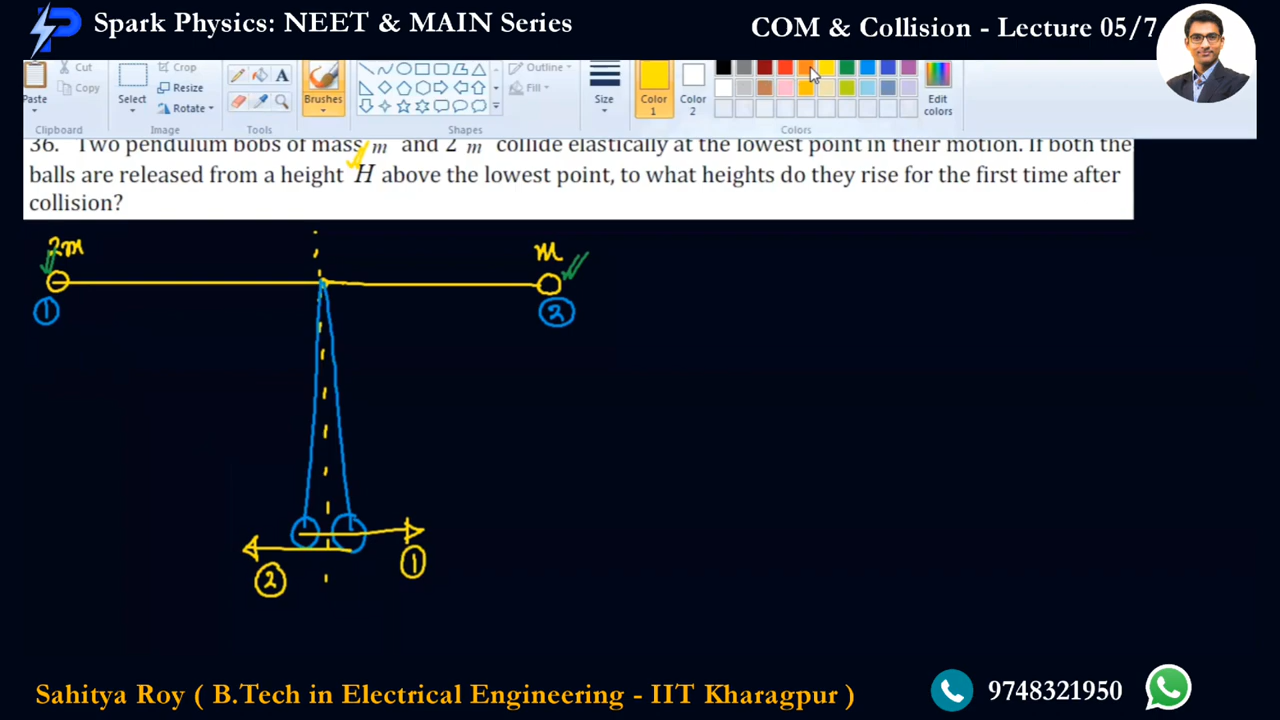 Spark Physics: NEET & MAIN Series
COM & Collision - Lecture 05/7
Cut
Crop
Outline
Paste
Copy
Select
Resize
Brushes
Fill
Size
Color
1
Color
2
Edit
colors
Rotate
Clipboard
Image
Tools
Shapes
Colors
36. Two pendulum bobs of mass m and 2 m collide elastically at the lowest point in their motion. If both the
balls are released from a height H above the lowest point, to what heights do they rise for the first time after
collision?
2m
m
1
2
2
1
Sahitya Roy ( B.Tech in Electrical Engineering - IIT Kharagpur )
9748321950